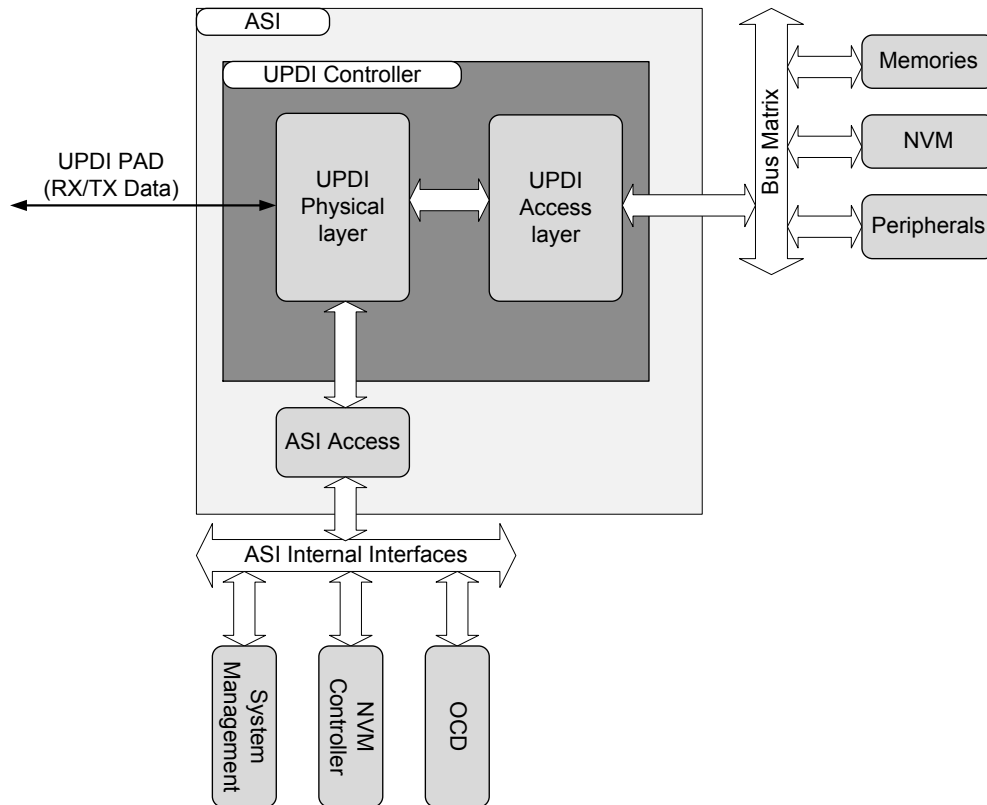 ASI
UPDI Controller
UPDI PAD
(RX/TX Data)
UPDI
Physical
layer
UPDI
Access
layer
Bus Matrix
Memories
NVM
Peripherals
ASI Access
ASI Internal Interfaces
System
Management
NVM
Controller
OCD